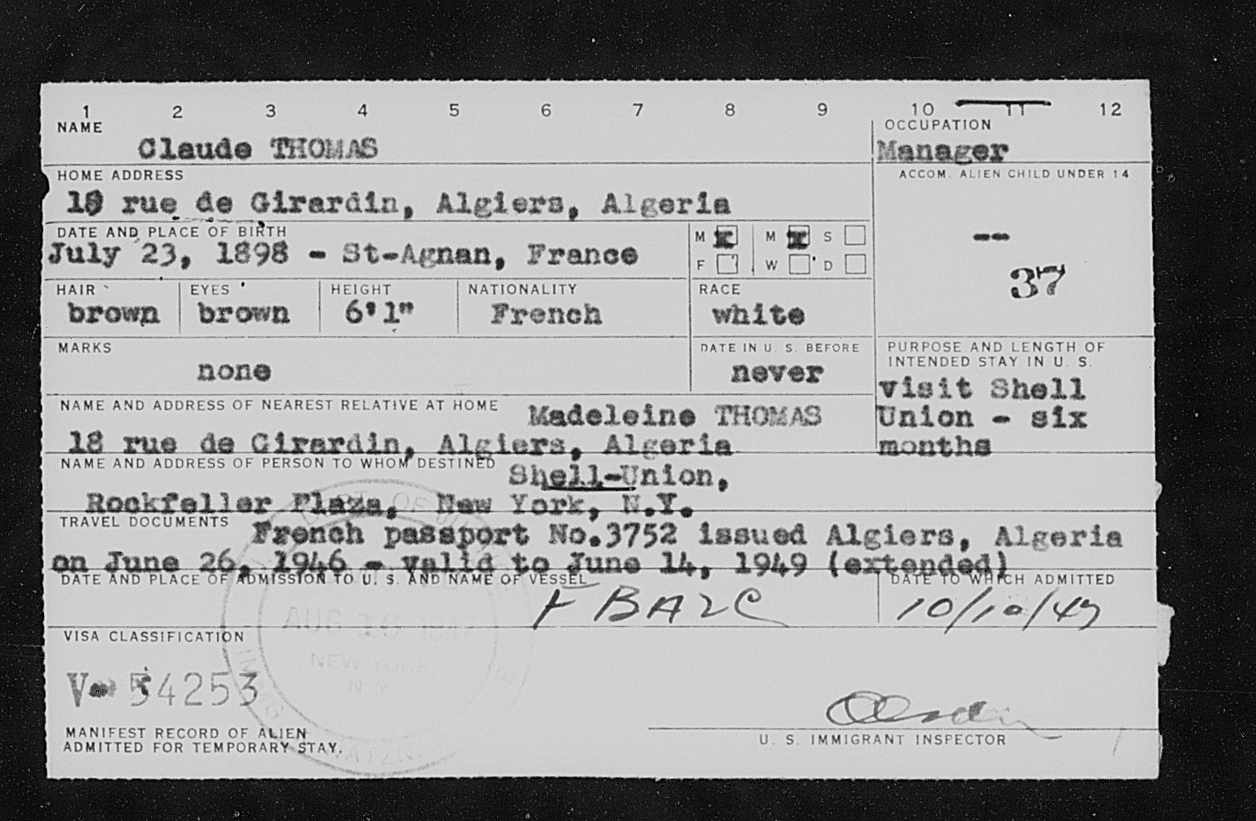 1 2 3 4 5 6 7 8 9 10 11 12
NAME
Claude THOMAS
OCCUPATION
Manager
HOME ADDRESS
18 rue de Girardin, Algiers, Algeria
ACCOM. ALIEN CHILD UNDER 14
--
37
DATE AND PLACE OF BIRTH
July 23, 1898 - St-Agnan, France
M x M x S
F W D
HAIR EYES HEIGHT NATIONALITY RACE
brown brown 6'1" French white
MARKS
none
DATE IN U. S. BEFORE
never
PURPOSE AND LENGTH OF
INTENDED STAY IN U. S.
visit Shell
Union - six
months
NAME AND ADDRESS OF NEAREST RELATIVE AT HOME Madeleine THOMAS
18 rue de Girardin, Algiers, Algeria
NAME AND ADDRESS OF PERSON TO WHOM DESTINED Shell-Union,
Rockfeller Plaza, New York, N.Y.
TRAVEL DOCUMENTS French passport No.3752 issued Algiers, Algeria
on June 26, 1946 - valid to June 14, 1949 (extended)
DATE AND PLACE OF ADMISSION TO U. S. AND NAME OF VESSEL
DATE TO WHICH ADMITTED
10/10/47
VISA CLASSIFICATION
AUG
NEW YORK
N.Y.
V- 54253
MANIFEST RECORD OF ALIEN
ADMITTED FOR TEMPORARY STAY.
U. S. IMMIGRANT INSPECTOR